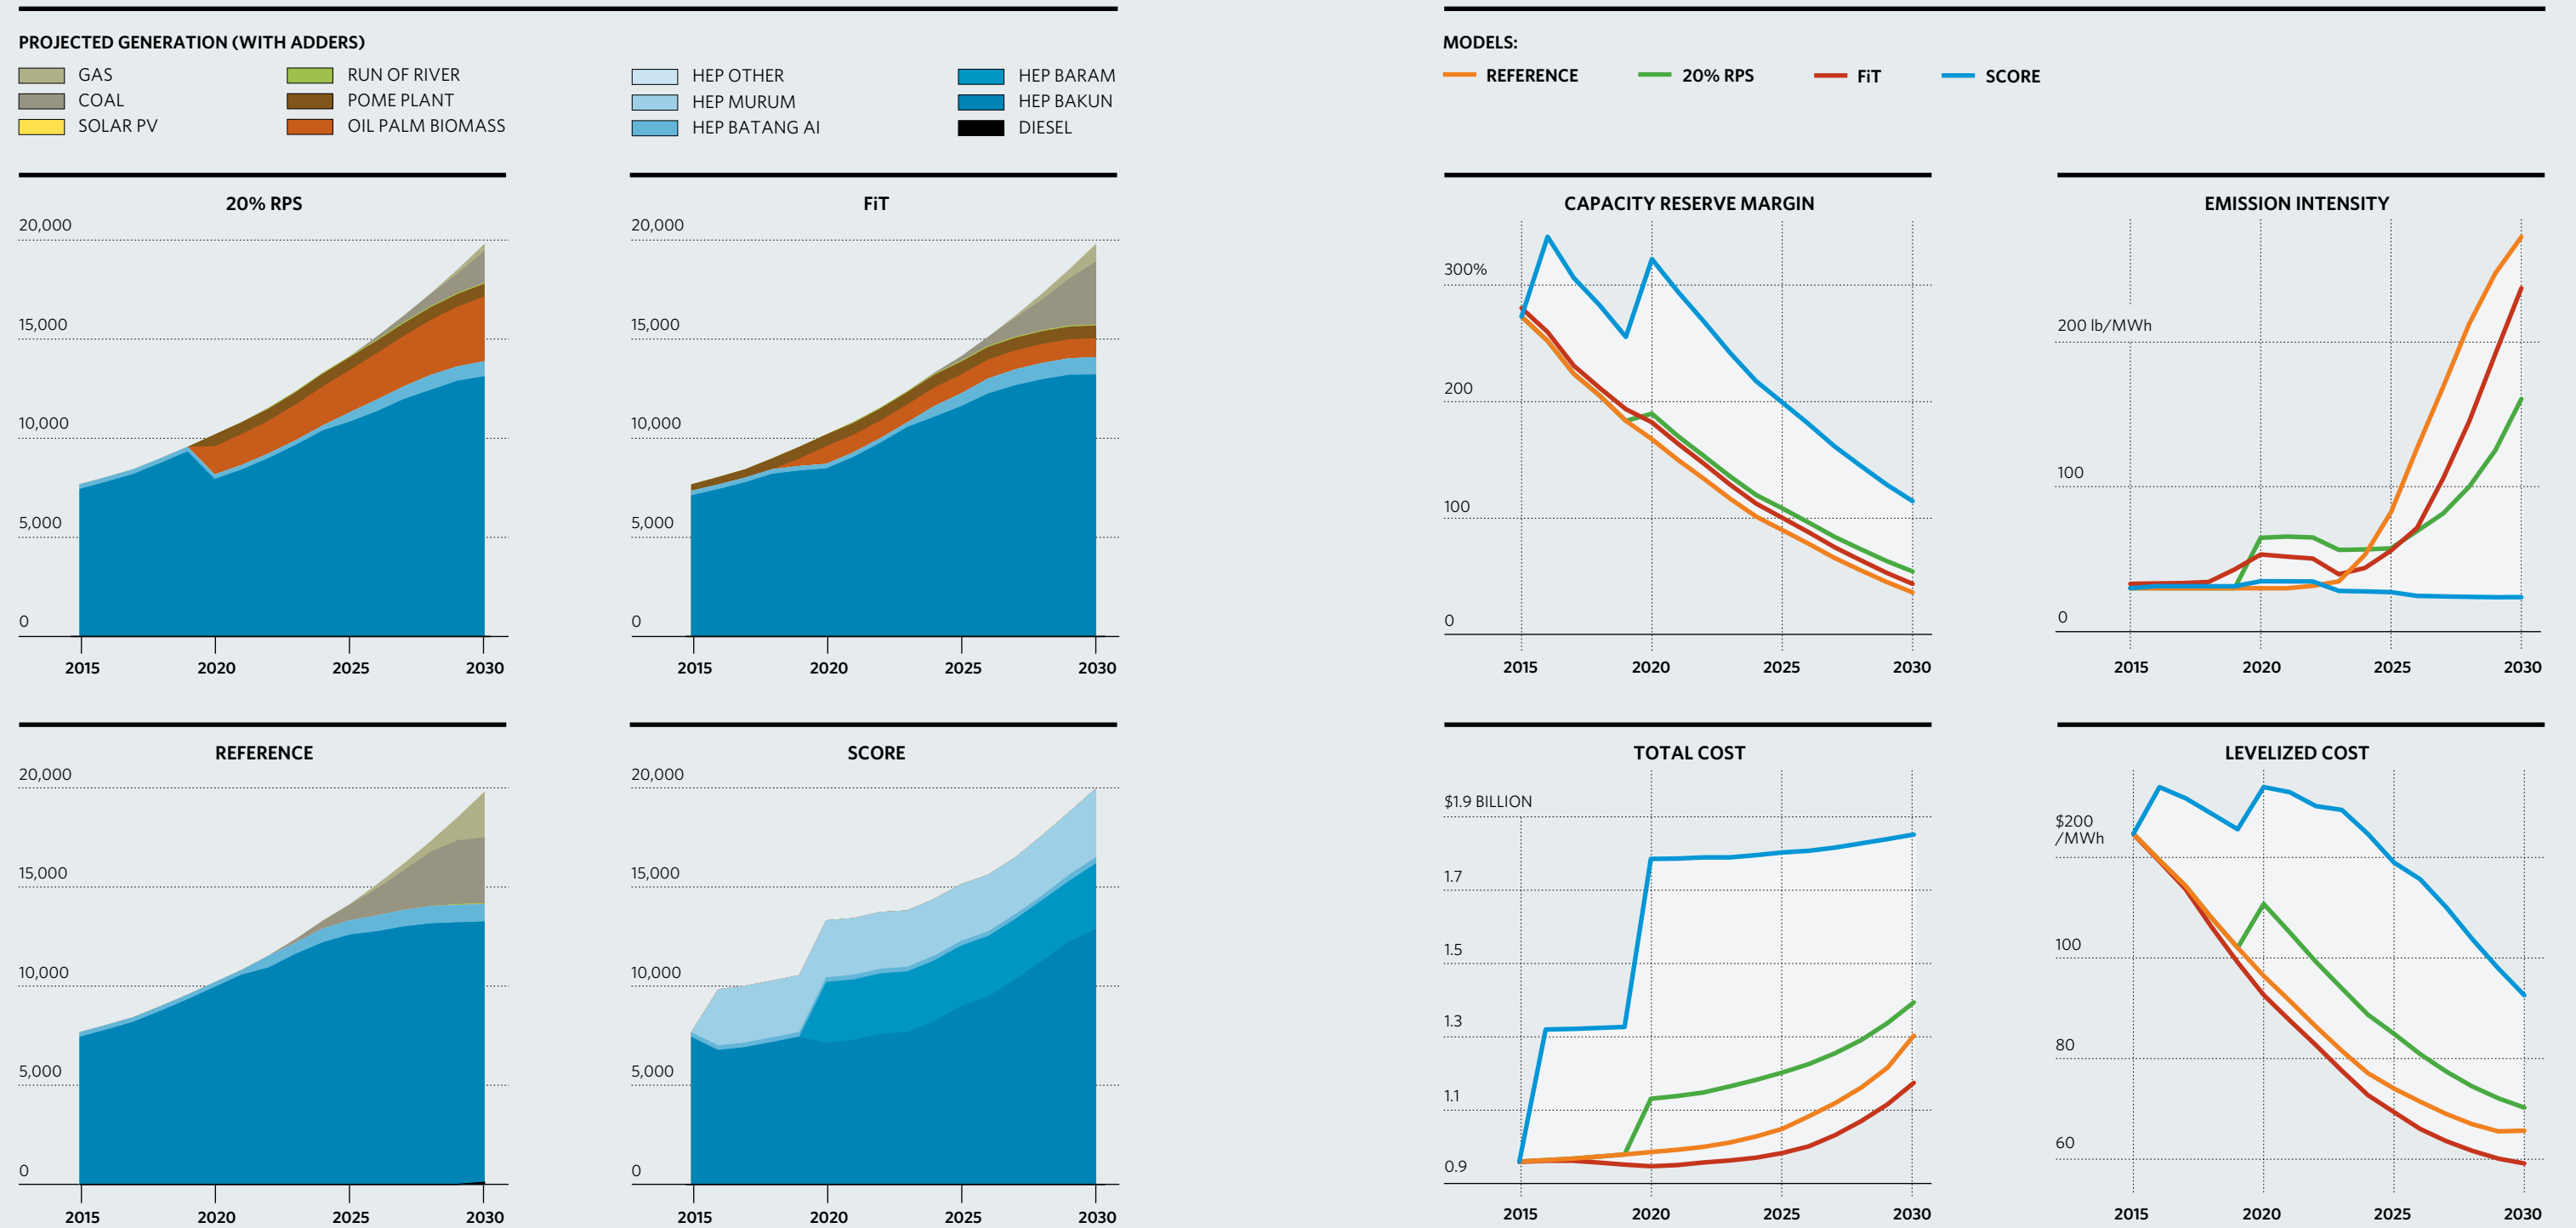 PROJECTED GENERATION (WITH ADDERS)
GAS
COAL
SOLAR PV
RUN OF RIVER
POME PLANT
OIL PALM BIOMASS
HEP OTHER
HEP MURUM
HEP BATANG AI
HEP BARAM
HEP BAKUN
DIESEL
20% RPS
20,000
15,000
10,000
5,000
0
2015 2020 2025 2030
FiT
20,000
15,000
10,000
5,000
0
2015 2020 2025 2030
REFERENCE
20,000
15,000
10,000
5,000
0
2015 2020 2025 2030
SCORE
20,000
15,000
10,000
5,000
0
2015 2020 2025 2030
MODELS:
REFERENCE 20% RPS FiT SCORE
CAPACITY RESERVE MARGIN
300%
200
100
0
2015 2020 2025 2030
EMISSION INTENSITY
200 lb/MWh
100
0
2015 2020 2025 2030
TOTAL COST
$1.9 BILLION
1.7
1.5
1.3
1.1
0.9
2015 2020 2025 2030
LEVELIZED COST
$200
/MWh
100
80
60
2015 2020 2025 2030